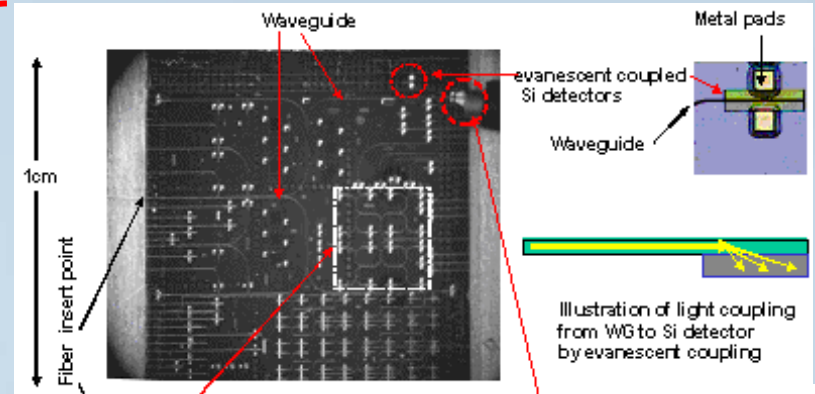 Waveguide
Metal pads
evanescent coupled
Si detectors
Waveguide
1cm
Fiber insert point
Illustration of light coupling
from WG to Si detector
by evanescent coupling